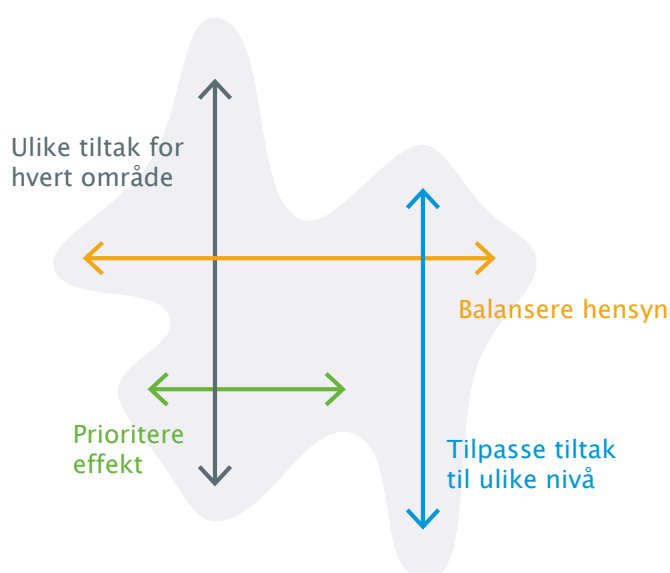 Ulike tiltak for
hvert område
Balansere hensyn
Prioritere
effekt
Tilpasse tiltak
til ulike nivå